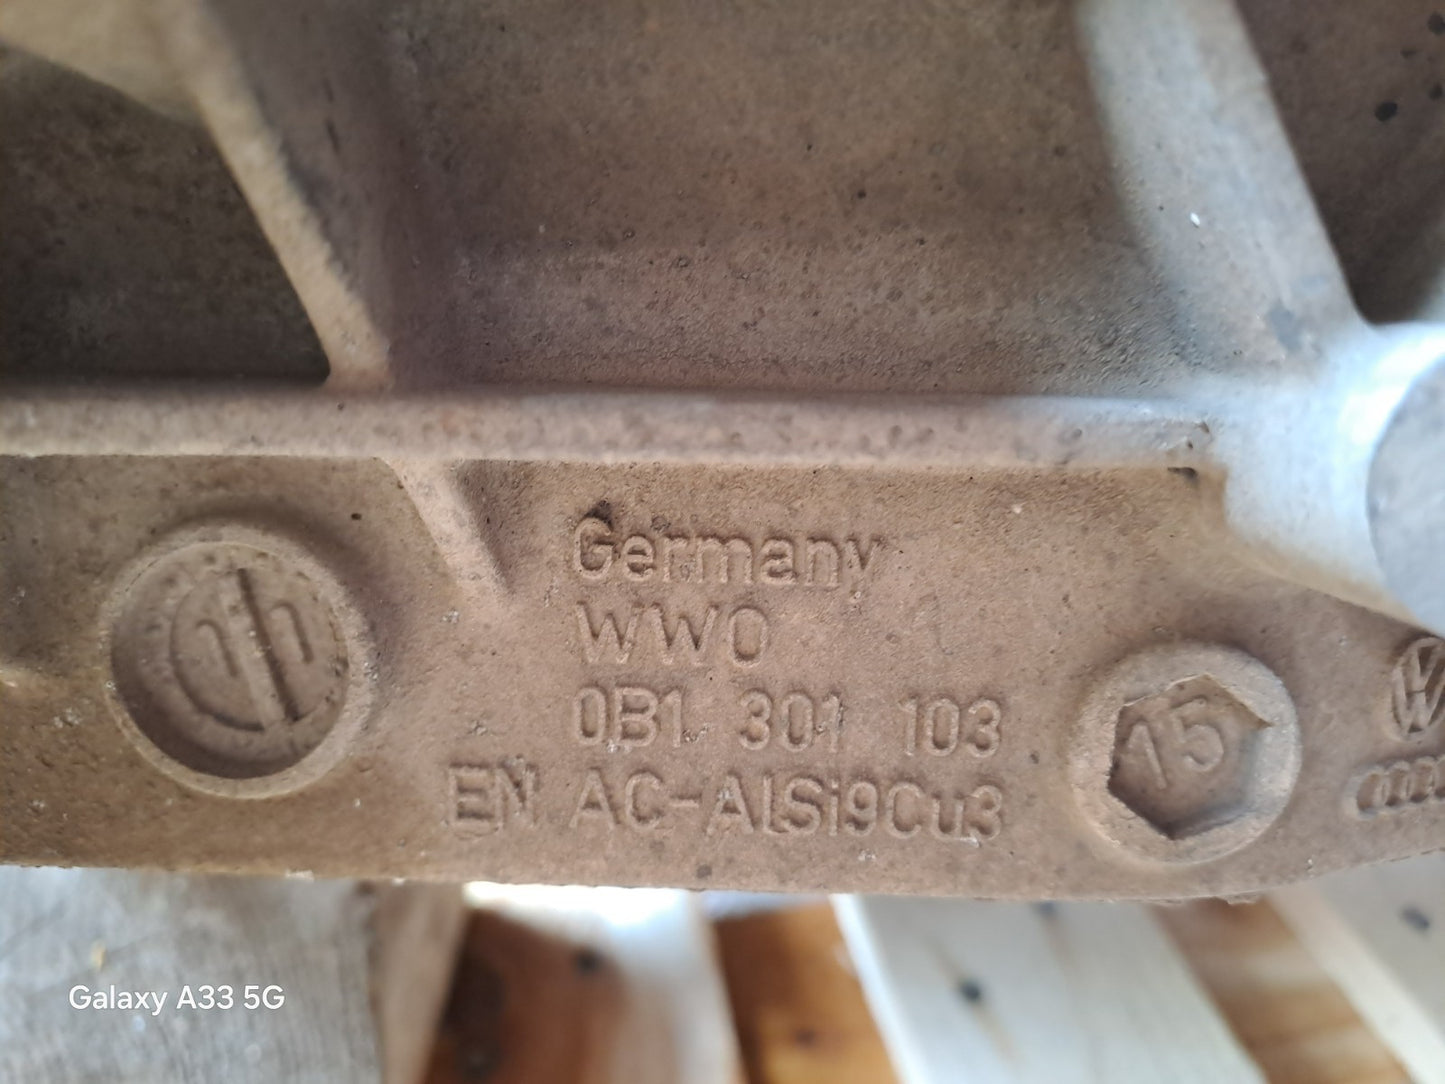 Germany
WWO
0B1 301 103
EN AC-AlSi9Cu3
15
Galaxy A33 5G